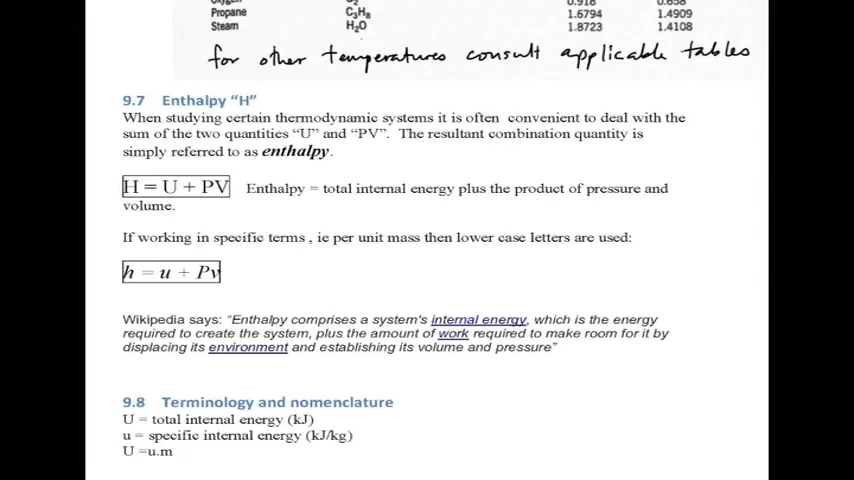 Oxygen O2 0.918 0.658
Propane C3H8 1.6794 1.4909
Steam H2O 1.8723 1.4108
for other temperatures consult applicable tables
9.7 Enthalpy “H”
When studying certain thermodynamic systems it is often convenient to deal with the
sum of the two quantities “U” and “PV”. The resultant combination quantity is
simply referred to as enthalpy.
H = U + PV Enthalpy = total internal energy plus the product of pressure and
volume.
If working in specific terms , ie per unit mass then lower case letters are used:
h = u + Pv
Wikipedia says: “Enthalpy comprises a system's internal energy, which is the energy
required to create the system, plus the amount of work required to make room for it by
displacing its environment and establishing its volume and pressure”
9.8 Terminology and nomenclature
U = total internal energy (kJ)
u = specific internal energy (kJ/kg)
U =u.m